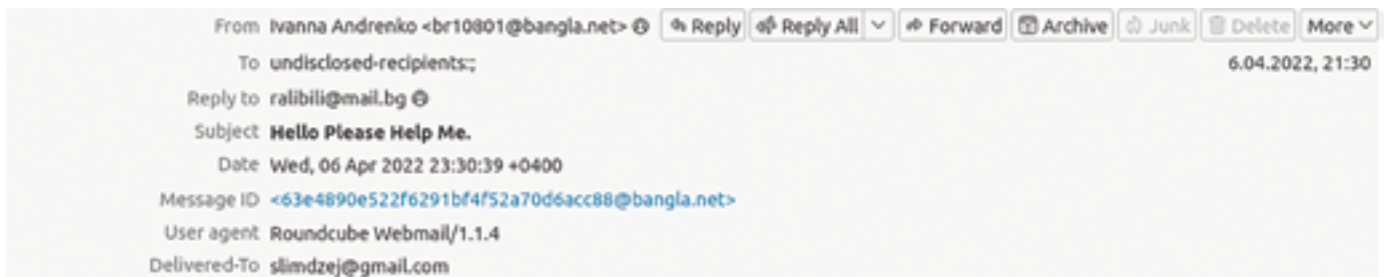 From Ivanna Andrenko <br10801@bangla.net> Reply Reply All Forward Archive Junk Delete More
To undisclosed-recipients:; 6.04.2022, 21:30
Reply to ralibili@mail.bg
Subject Hello Please Help Me.
Date Wed, 06 Apr 2022 23:30:39 +0400
Message ID <63e4890e522f6291bf4f52a70d6acc88@bangla.net>
User agent Roundcube Webmail/1.1.4
Delivered-To slimdzej@gmail.com